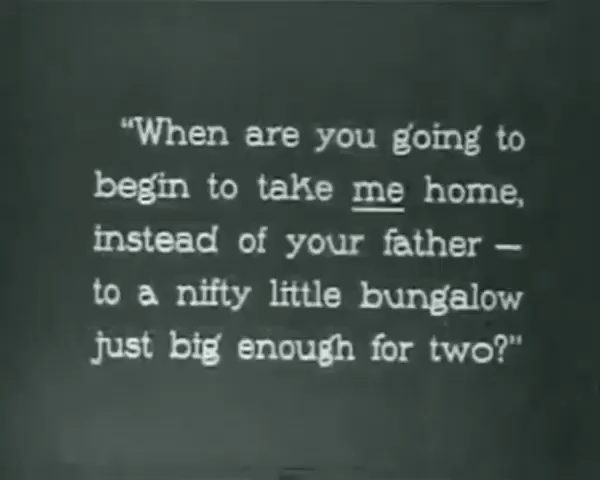 "When are you going to
begin to take me home,
instead of your father —
to a nifty little bungalow
just big enough for two?"